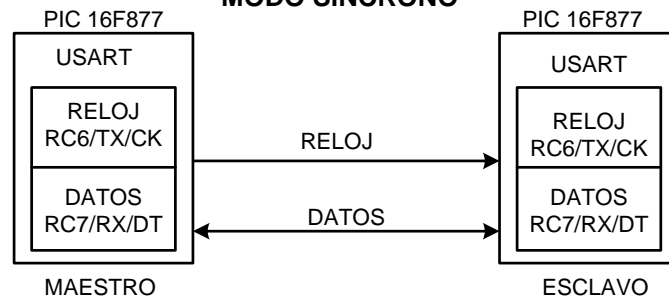 MODO SINCRONO
PIC 16F877
PIC 16F877
USART
USART
RELOJ
RC6/TX/CK
RELOJ
RELOJ
RC6/TX/CK
DATOS
RC7/RX/DT
DATOS
DATOS
RC7/RX/DT
MAESTRO
ESCLAVO